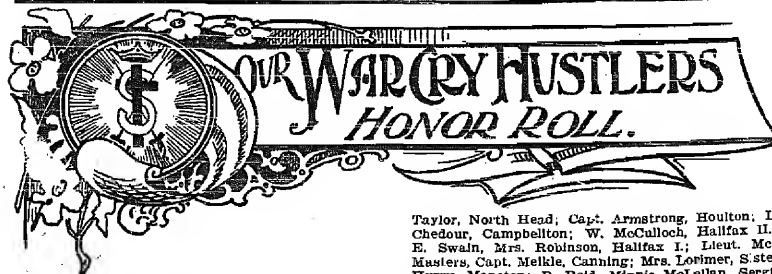 OUR WAR CRY HUSTLERS
HONOR ROLL.
S
Taylor, North Head; Capt. Armstrong, Houlton;
Chedour, Campbellton; W. McCulloch, Halifax II.
E. Swain, Mrs. Robinson, Halifax I.; Lieut.
Masters, Capt. Meikle, Canning; Mrs. Lorimer,